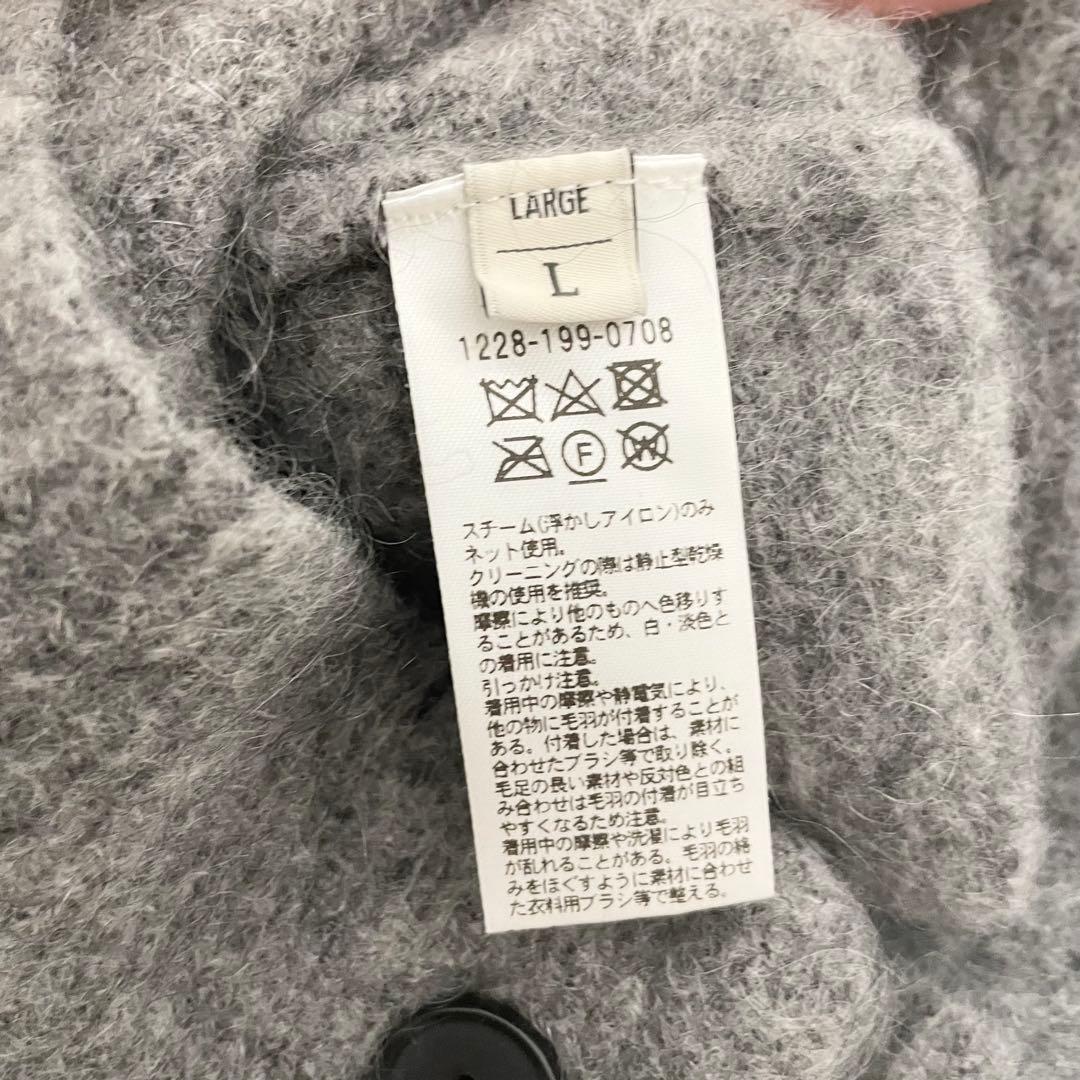 LARGE
L
1228-199-0708
F
W
スチーム(浮かしアイロン)のみ
ネット使用。
クリーニングの際は静止型乾燥
機の使用を推奨。
摩擦により他のものへ色移りす
ることがあるため、白・淡色と
の着用に注意。
引っかけ注意。
着用中の摩擦や静電気により、
他の物に毛羽が付着することが
ある。付着した場合は、素材に
合わせたブラシ等で取り除く。
毛足の長い素材や反対色との組
み合わせは毛羽の付着が目立ち
やすくなるため注意。
着用中の摩擦や洗濯により毛羽
が乱れることがある。毛羽の絡
みをほぐすように素材に合わせ
た衣料用ブラシ等で整える。